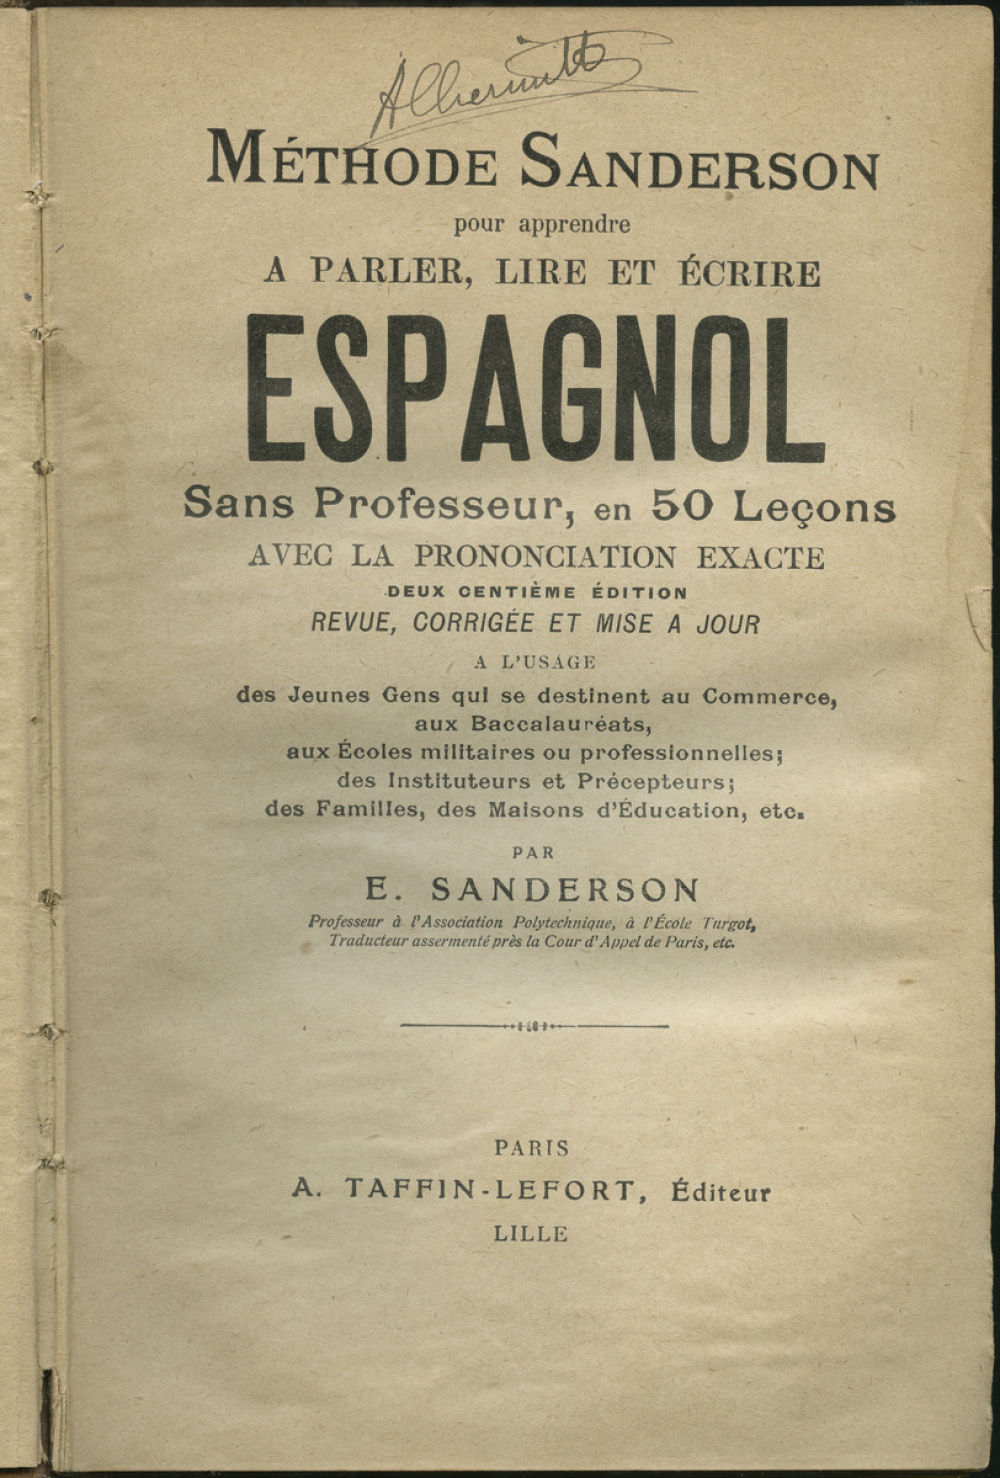 MÉTHODE SANDERSON
pour apprendre
A PARLER, LIRE ET ÉCRIRE
ESPAGNOL
Sans Professeur, en 50 Leçons
AVEC LA PRONONCIATION EXACTE
DEUX CENTIÈME ÉDITION
REVUE, CORRIGÉE ET MISE A JOUR
A L'USAGE
des Jeunes Gens qui se destinent au Commerce,
aux Baccalauréats,
aux Écoles militaires ou professionnelles;
des Instituteurs et Précepteurs;
des Familles, des Maisons d'Éducation, etc.
PAR
E. SANDERSON
Professeur à l'Association Polytechnique, à l'École Turgot,
Traducteur assermenté près la Cour d'Appel de Paris, etc.
PARIS
A. TAFFIN-LEFORT, Éditeur
LILLE